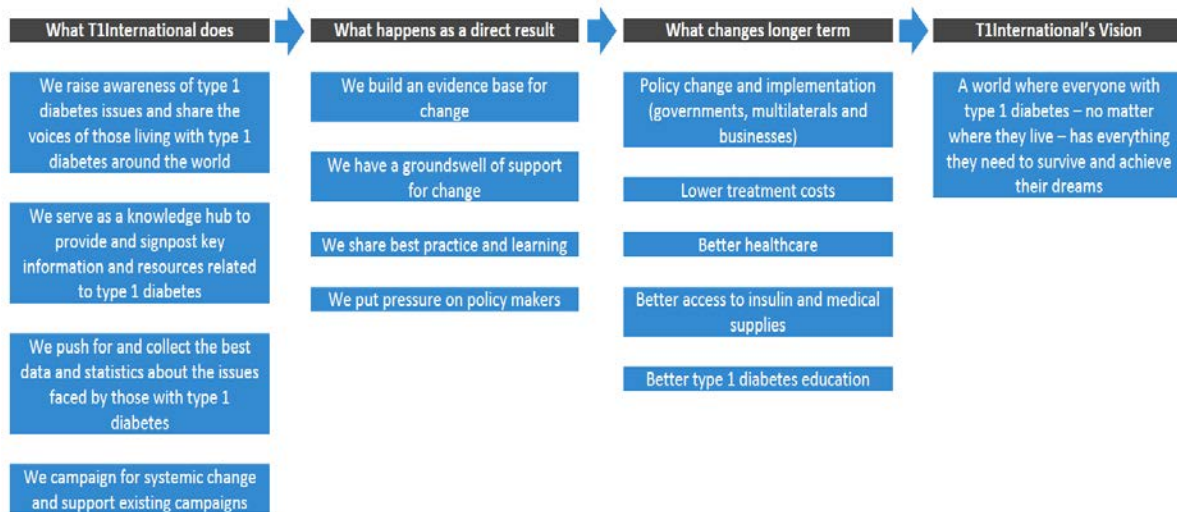 What T1International does
We raise awareness of type 1
diabetes issues and share the
voices of those living with type 1
diabetes around the world
We serve as a knowledge hub to
provide and signpost key
information and resources related
to type 1 diabetes
We push for and collect the best
data and statistics about the issues
faced by those with type 1
diabetes
We campaign for systemic change
and support existing campaigns
What happens as a direct result
We build an evidence base for
change
We have a groundswell of support
for change
We share best practice and learning
We put pressure on policy makers
What changes longer term
Policy change and implementation
(governments, multilaterals and
businesses)
Lower treatment costs
Better healthcare
Better access to insulin and medical
supplies
Better type 1 diabetes education
T1International's Vision
A world where everyone with
type 1 diabetes – no matter
where they live – has everything
they need to survive and achieve
their dreams